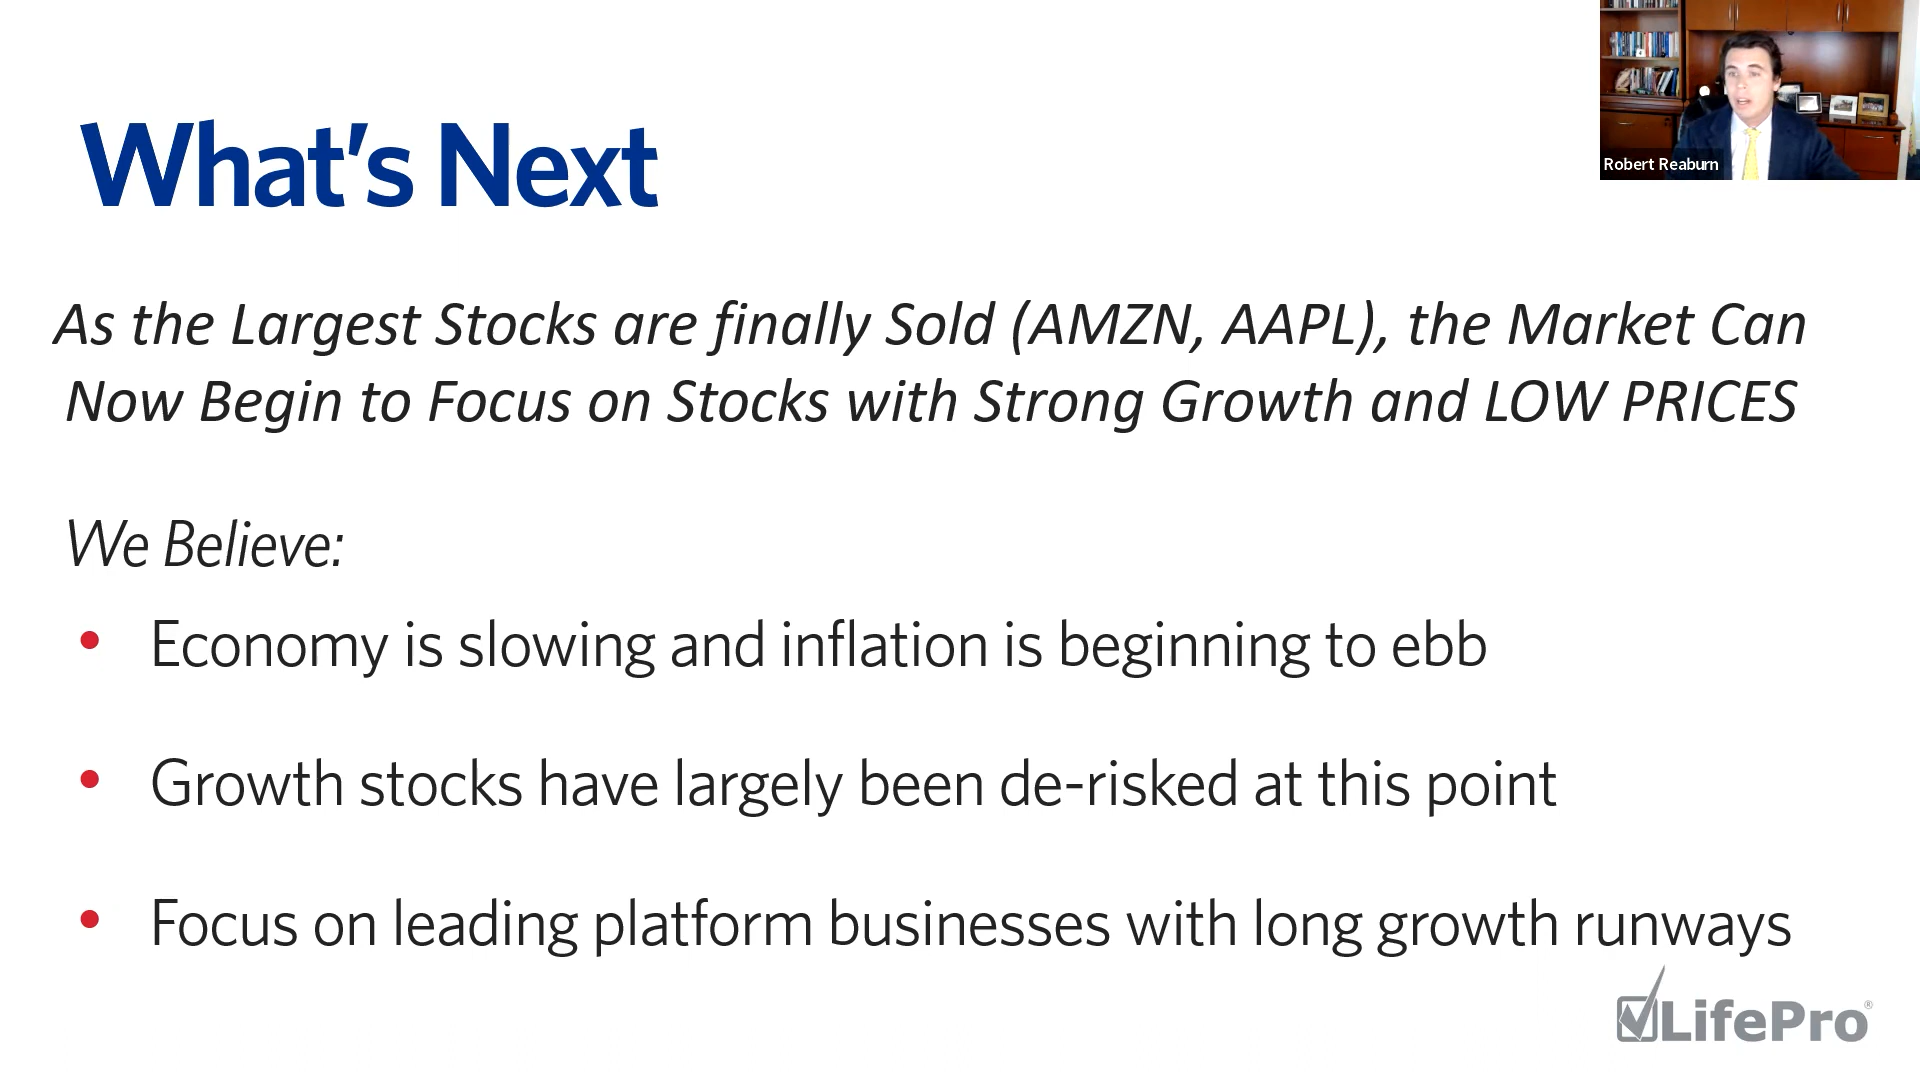 Robert Reaburn
What's Next
As the Largest Stocks are finally Sold (AMZN, AAPL), the Market Can
Now Begin to Focus on Stocks with Strong Growth and LOW PRICES
We Believe:
• Economy is slowing and inflation is beginning to ebb
• Growth stocks have largely been de-risked at this point
• Focus on leading platform businesses with long growth runways
LifePro®